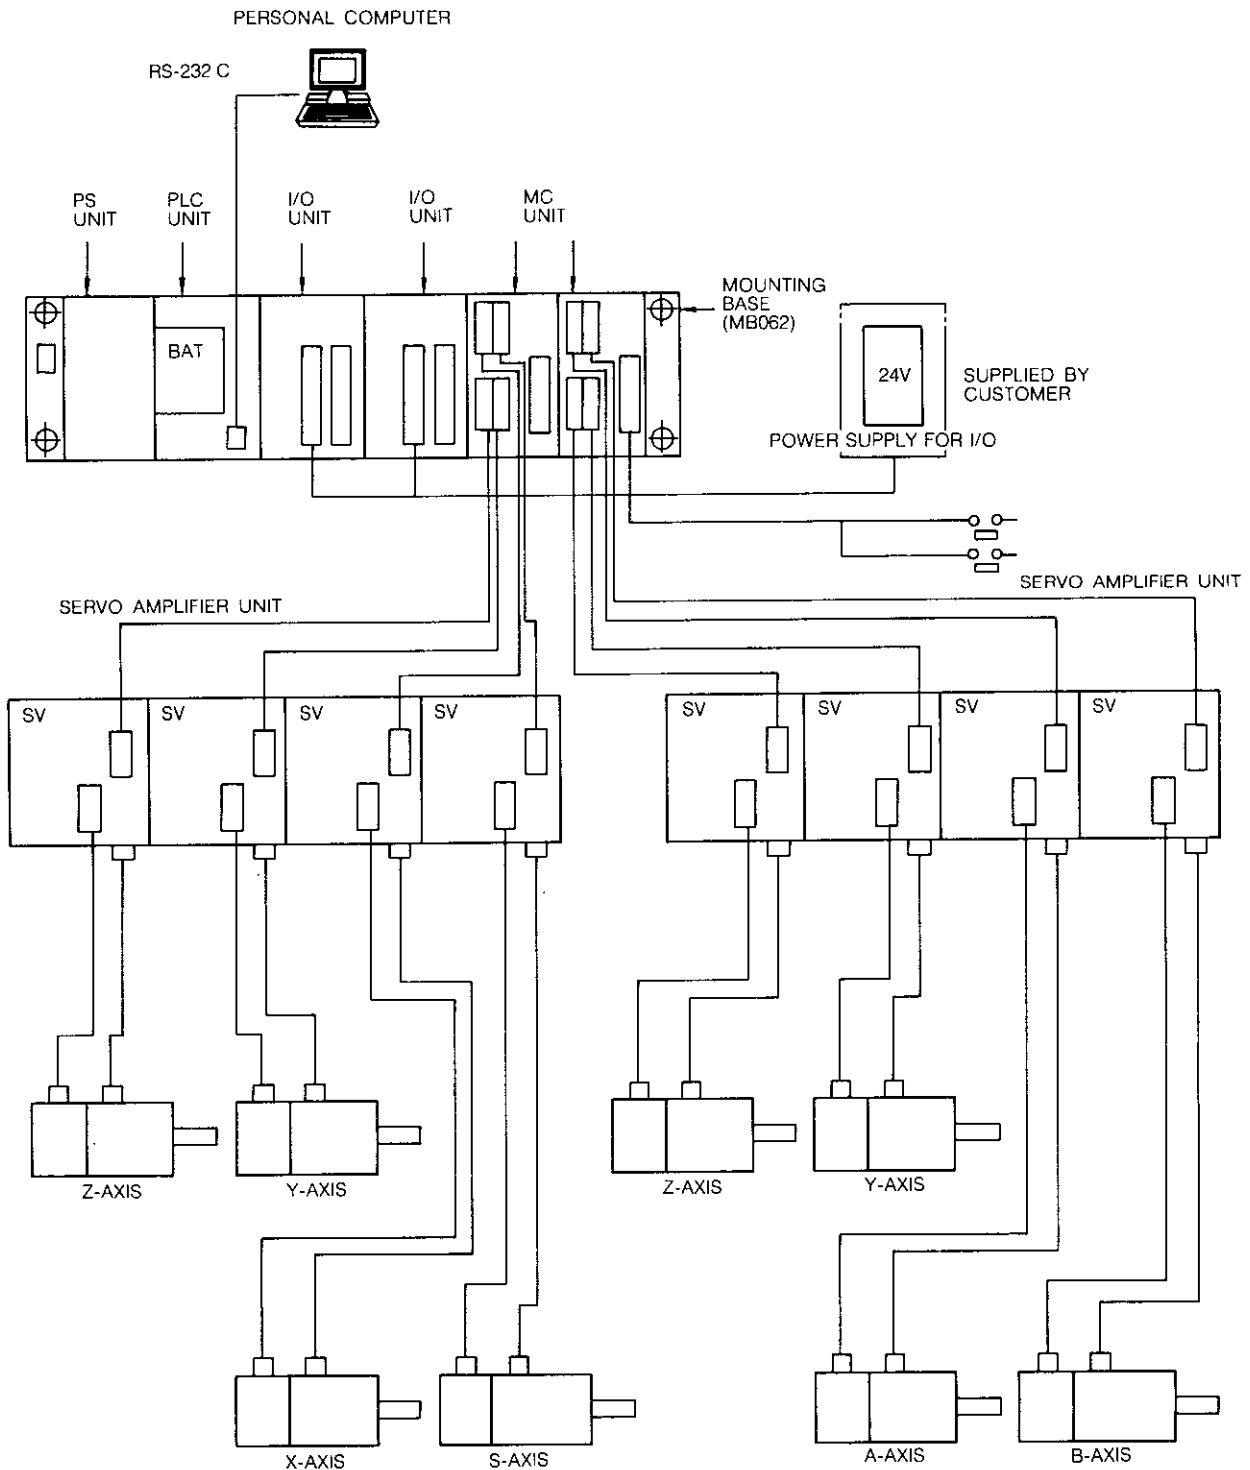 PERSONAL COMPUTER
RS-232 C
PS
UNIT
PLC
UNIT
I/O
UNIT
I/O
UNIT
MC
UNIT
MOUNTING
BASE
(MB062)
BAT
24V
SUPPLIED BY
CUSTOMER
POWER SUPPLY FOR I/O
SERVO AMPLIFIER UNIT
SERVO AMPLIFIER UNIT
SV
SV
SV
SV
SV
SV
SV
SV
Z-AXIS
Y-AXIS
Z-AXIS
Y-AXIS
X-AXIS
S-AXIS
A-AXIS
B-AXIS